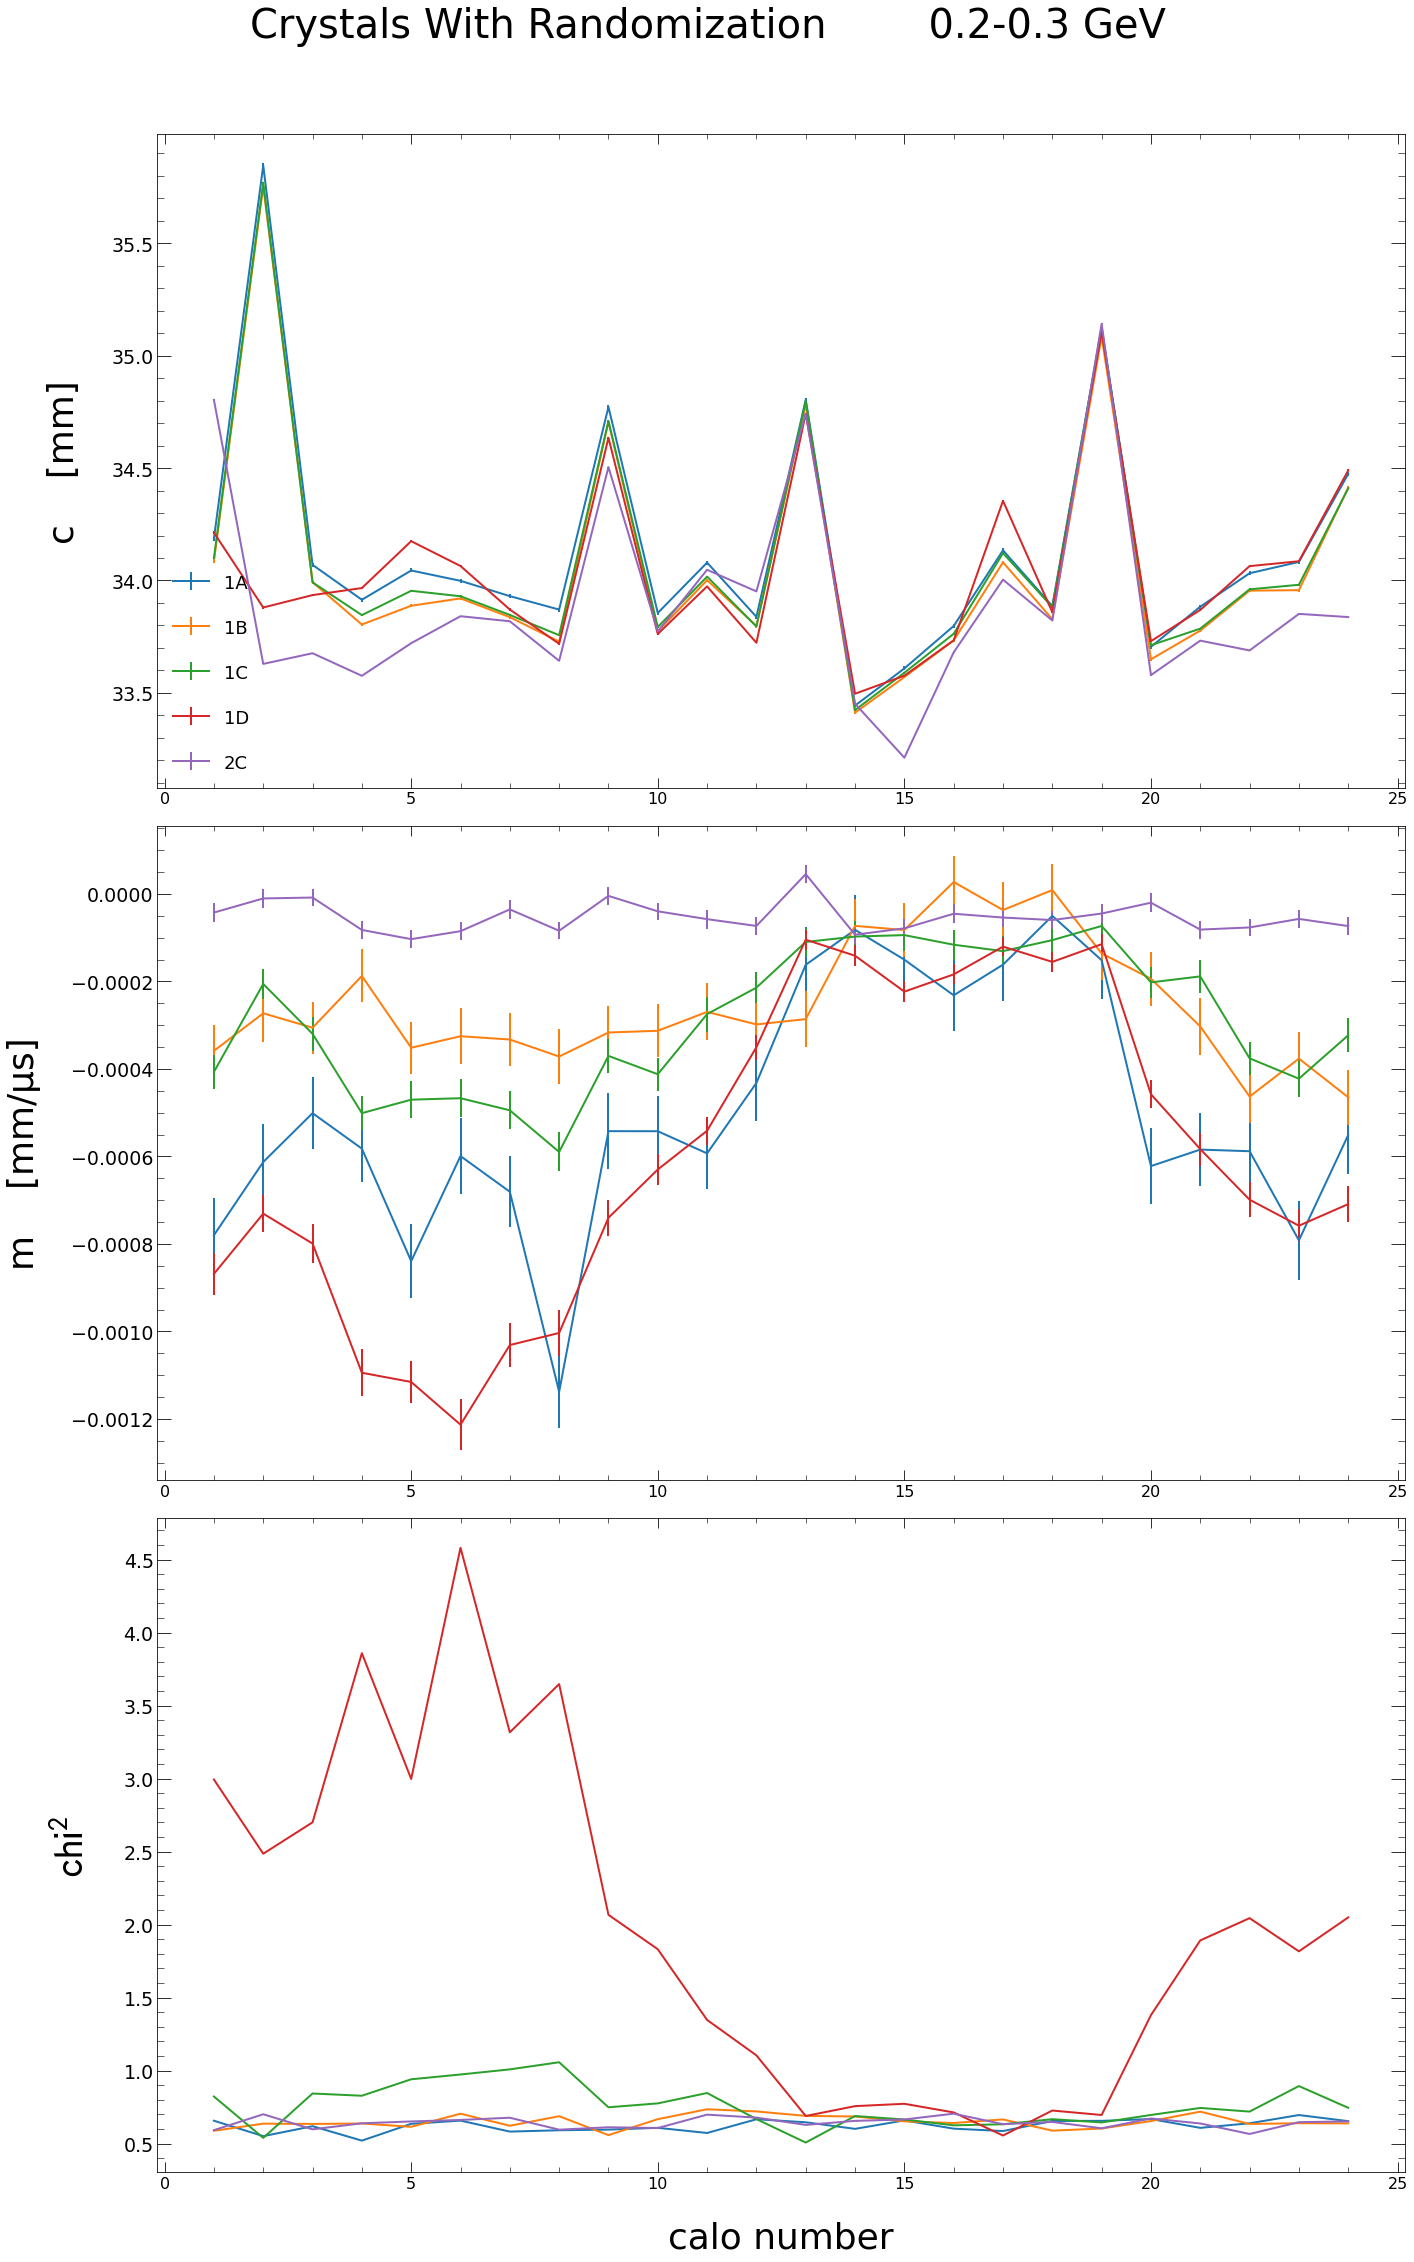 Crystals With Randomization 0.2-0.3 GeV
c [mm]
35.5
35.0
34.5
34.0
33.5
1A
1B
1C
1D
2C
0 5 10 15 20 25
m [mm/µs]
0.0000
−0.0002
−0.0004
−0.0006
−0.0008
−0.0010
−0.0012
0 5 10 15 20 25
chi²
4.5
4.0
3.5
3.0
2.5
2.0
1.5
1.0
0.5
0 5 10 15 20 25
calo number